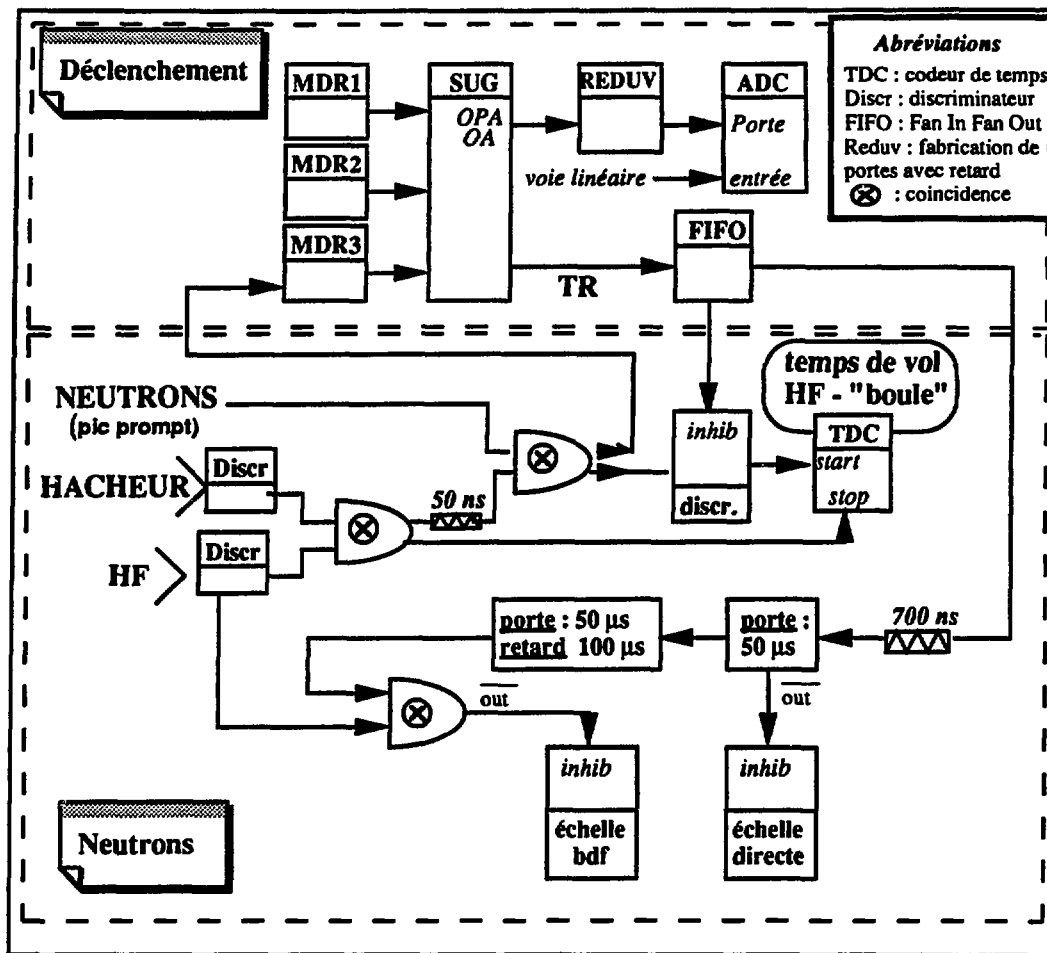 Déclenchement
MDR1
MDR2
MDR3
SUG
OPA
OA
REDUV
ADC
Porte
voie linéaire
entrée
FIFO
TR
Abréviations
TDC : codeur de temps
Discr : discriminateur
FIFO : Fan In Fan Out
Reduv : fabrication de
portes avec retard
: coincidence
NEUTRONS
(pic prompt)
HACHEUR
Discr
HF
Discr
50 ns
inhib
discr.
temps de vol
HF - "boule"
TDC
start
stop
porte : 50 µs
retard 100 µs
porte :
50 µs
700 ns
out
out
inhib
échelle
bdf
inhib
échelle
directe
Neutrons